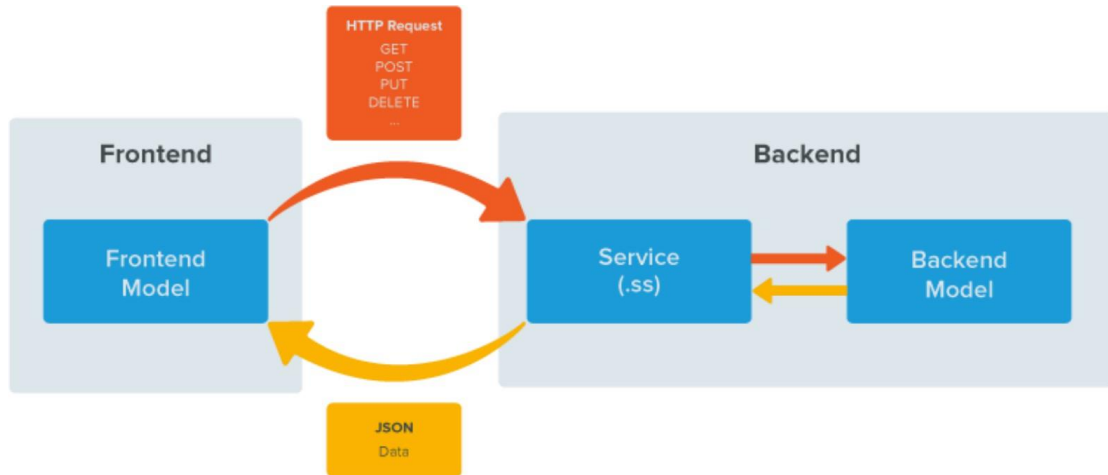 HTTP Request
GET
POST
PUT
DELETE
...
Frontend
Backend
Frontend
Model
Service
(.ss)
Backend
Model
JSON
Data